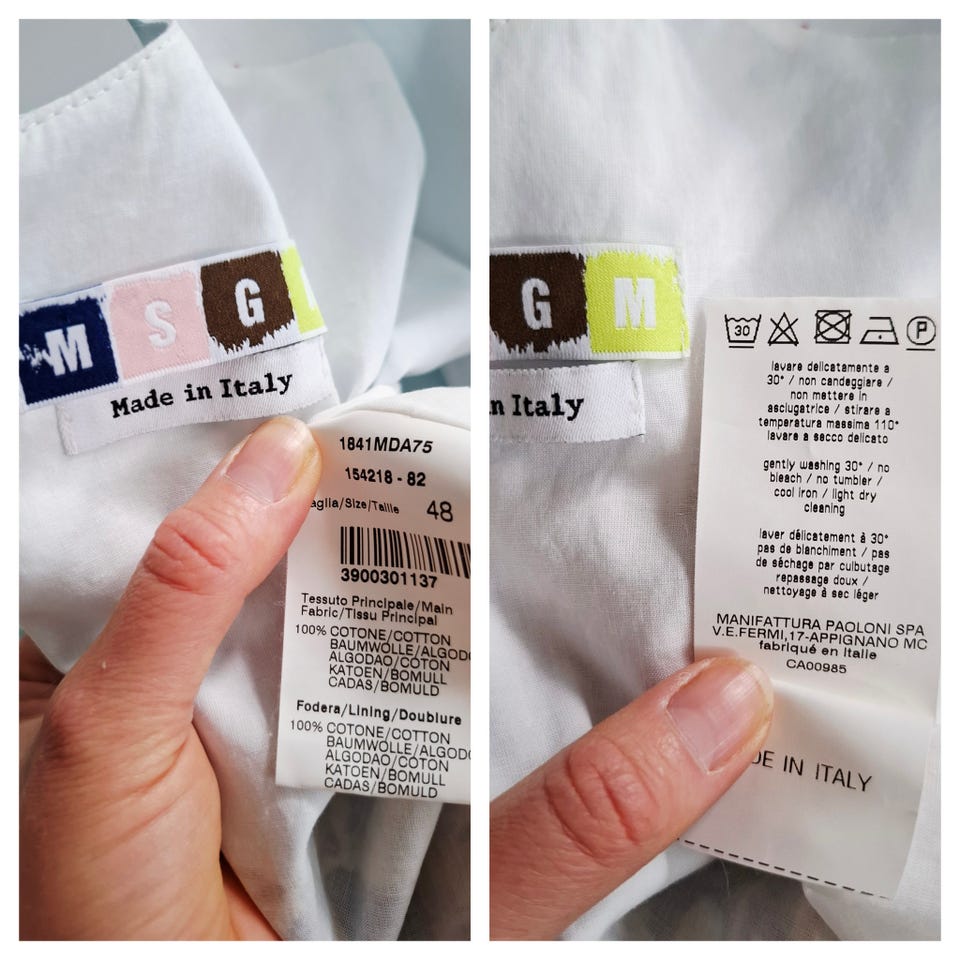 M S G
Made in Italy
1841MDA75
154218 - 82
aglia/Size/Taille 48
3900301137
Tessuto Principale/Main
Fabric/Tissu Principal
100% COTONE/COTTON
BAUMWOLLE/ALGOD
ALGODAO/COTON
KATOEN/BOMULL
CADAS/BOMULD
Fodera/Lining/Doublure
100% COTONE/COTTON
BAUMWOLLE/ALGOD
ALGODAO/COTON
KATOEN/BOMULL
CADAS/BOMULD
G M
n Italy
30 P
lavare delicatamente a
30° / non candeggiare /
non mettere in
asciugatrice / stirare a
temperatura massima 110°
lavare a secco delicato
gently washing 30° / no
bleach / no tumbler /
cool iron / light dry
cleaning
laver délicatement à 30°
pas de blanchiment / pas
de séchage par culbutage
repassage doux /
nettoyage à sec léger
MANIFATTURA PAOLONI SPA
V.E.FERMI,17-APPIGNANO MC
fabriqué en Italie
CA00985
DE IN ITALY